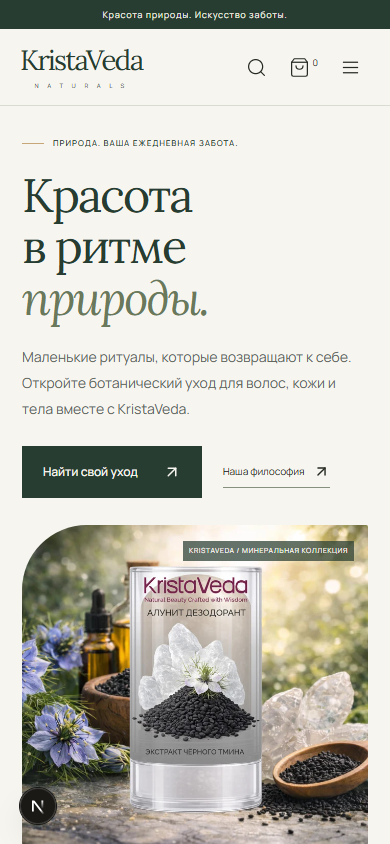 Красота природы. Искусство заботы.
KristaVeda
NATURALS
0
ПРИРОДА. ВАША ЕЖЕДНЕВНАЯ ЗАБОТА.
Красота
в ритме
природы.
Маленькие ритуалы, которые возвращают к себе.
Откройте ботанический уход для волос, кожи и
тела вместе с KristaVeda.
Найти свой уход
Наша философия
KRISTAVEDA / МИНЕРАЛЬНАЯ КОЛЛЕКЦИЯ
KristaVeda
Natural Beauty Crafted with Wisdom
АЛУНИТ ДЕЗОДОРАНТ
ЭКСТРАКТ ЧЕРНОГО ТМИНА
N